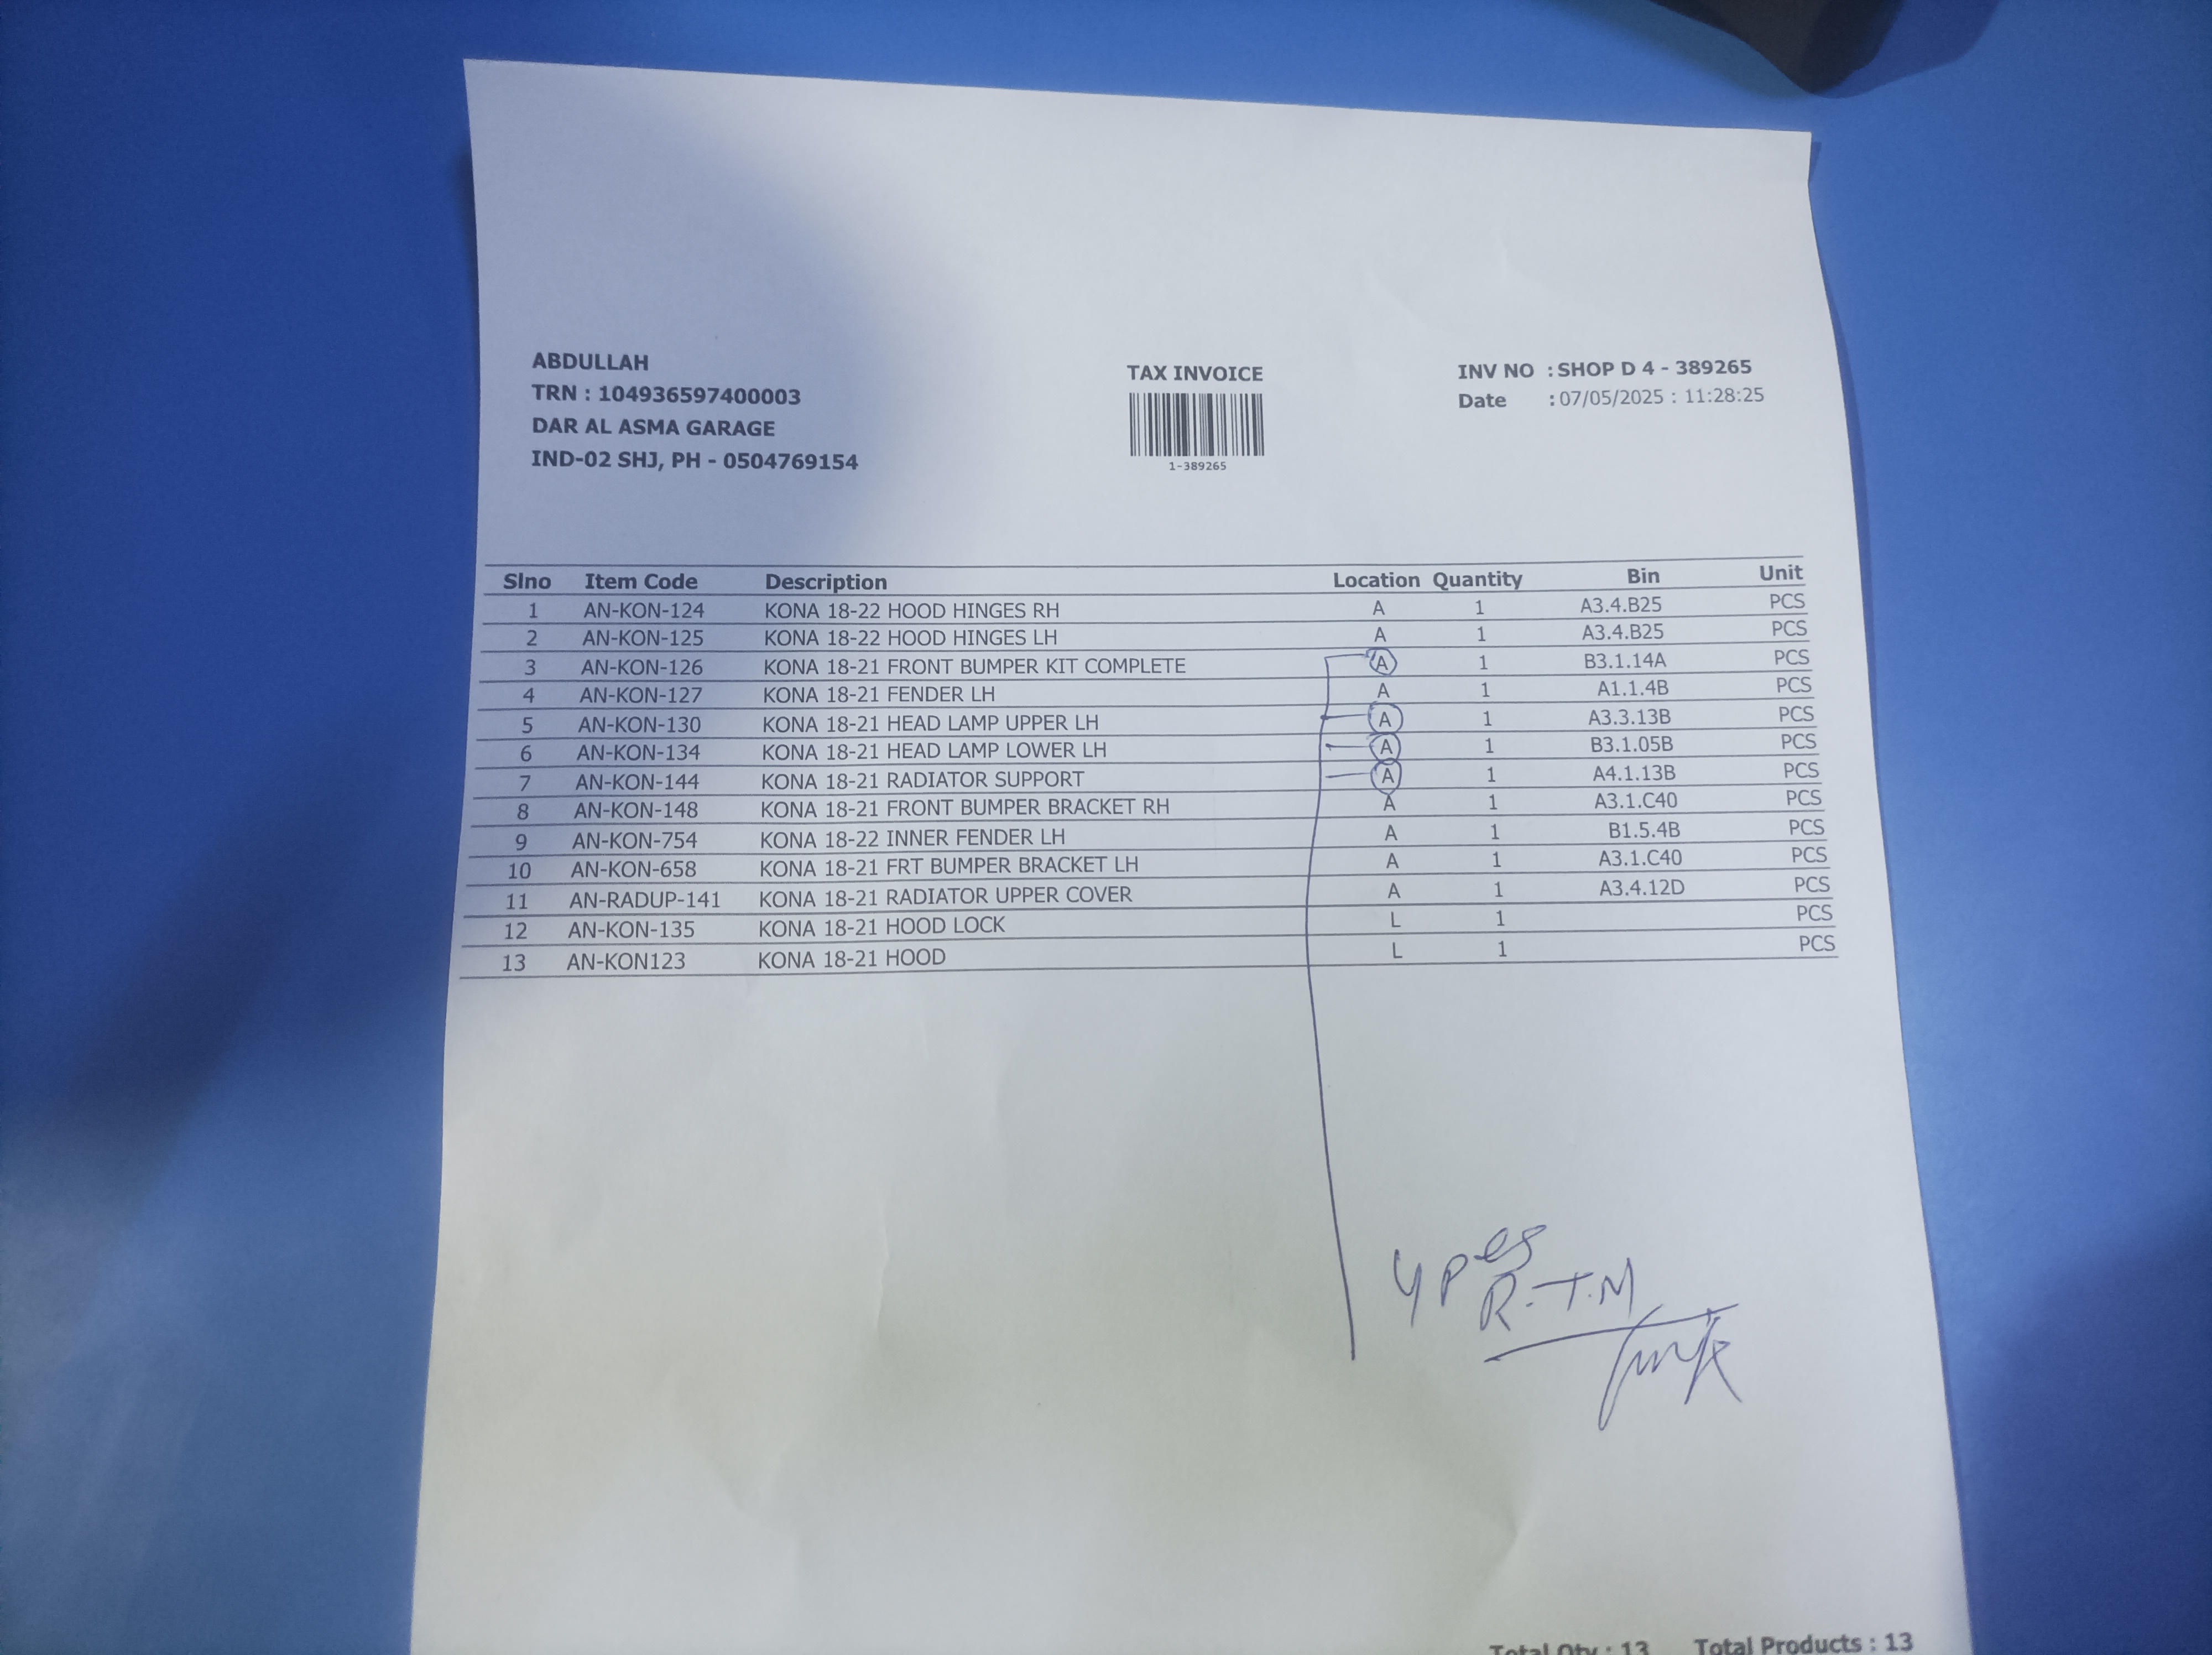 ABDULLAH
TRN : 104936597400003
DAR AL ASMA GARAGE
IND-02 SHJ, PH - 0504769154
TAX INVOICE
1-389265
INV NO : SHOP D 4 - 389265
Date : 07/05/2025 : 11:28:25
Slno Item Code Description Location Quantity Bin Unit
1 AN-KON-124 KONA 18-22 HOOD HINGES RH A 1 A3.4.B25 PCS
2 AN-KON-125 KONA 18-22 HOOD HINGES LH A 1 A3.4.B25 PCS
3 AN-KON-126 KONA 18-21 FRONT BUMPER KIT COMPLETE A 1 B3.1.14A PCS
4 AN-KON-127 KONA 18-21 FENDER LH A 1 A1.1.4B PCS
5 AN-KON-130 KONA 18-21 HEAD LAMP UPPER LH A 1 A3.3.13B PCS
6 AN-KON-134 KONA 18-21 HEAD LAMP LOWER LH A 1 B3.1.05B PCS
7 AN-KON-144 KONA 18-21 RADIATOR SUPPORT A 1 A4.1.13B PCS
8 AN-KON-148 KONA 18-21 FRONT BUMPER BRACKET RH A 1 A3.1.C40 PCS
9 AN-KON-754 KONA 18-22 INNER FENDER LH A 1 B1.5.4B PCS
10 AN-KON-658 KONA 18-21 FRT BUMPER BRACKET LH A 1 A3.1.C40 PCS
11 AN-RADUP-141 KONA 18-21 RADIATOR UPPER COVER A 1 A3.4.12D PCS
12 AN-KON-135 KONA 18-21 HOOD LOCK L 1 PCS
13 AN-KON123 KONA 18-21 HOOD L 1 PCS
4 Pes
R.T.M
Total Qty : 13 Total Products : 13